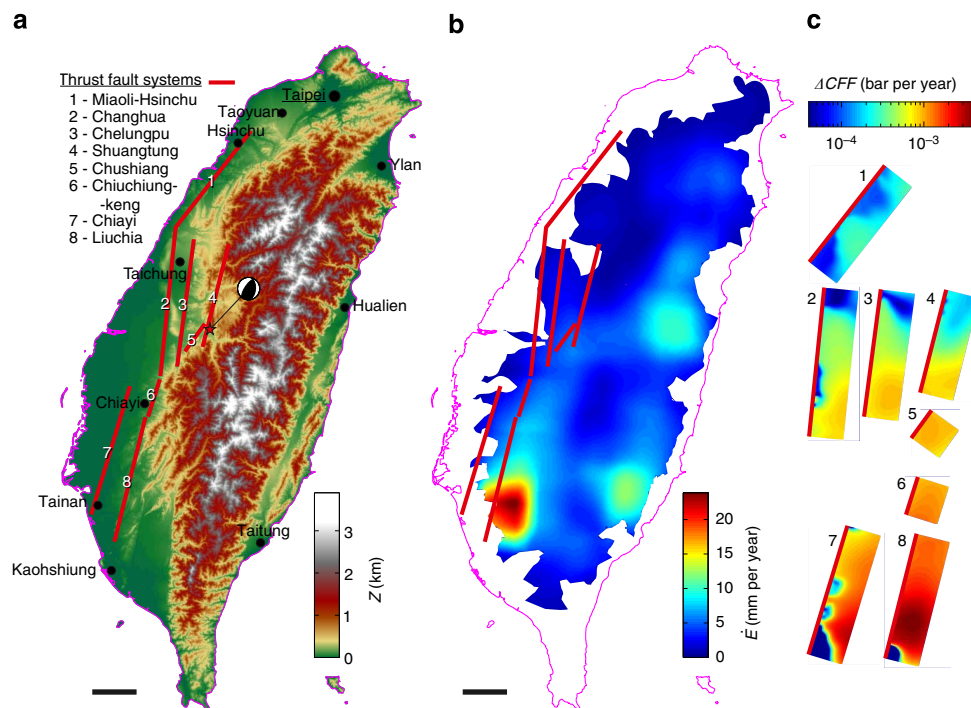 a
Thrust fault systems
1 - Miaoli-Hsinchu
2 - Changhua
3 - Chelungpu
4 - Shuangtung
5 - Chushiang
6 - Chiuchiung-
-keng
7 - Chiayi
8 - Liuchia
Taipei
Taoyuan
Hsinchu
Ylan
1
Taichung
2
3
4
5
Hualien
Chiayi
6
7
8
Tainan
Taitung
Kaohsiung
3
2
1
0
Z (km)
b
20
15
10
5
0
Ė (mm per year)
c
ΔCFF (bar per year)
10⁻⁴
10⁻³
1
2
3
4
5
6
7
8